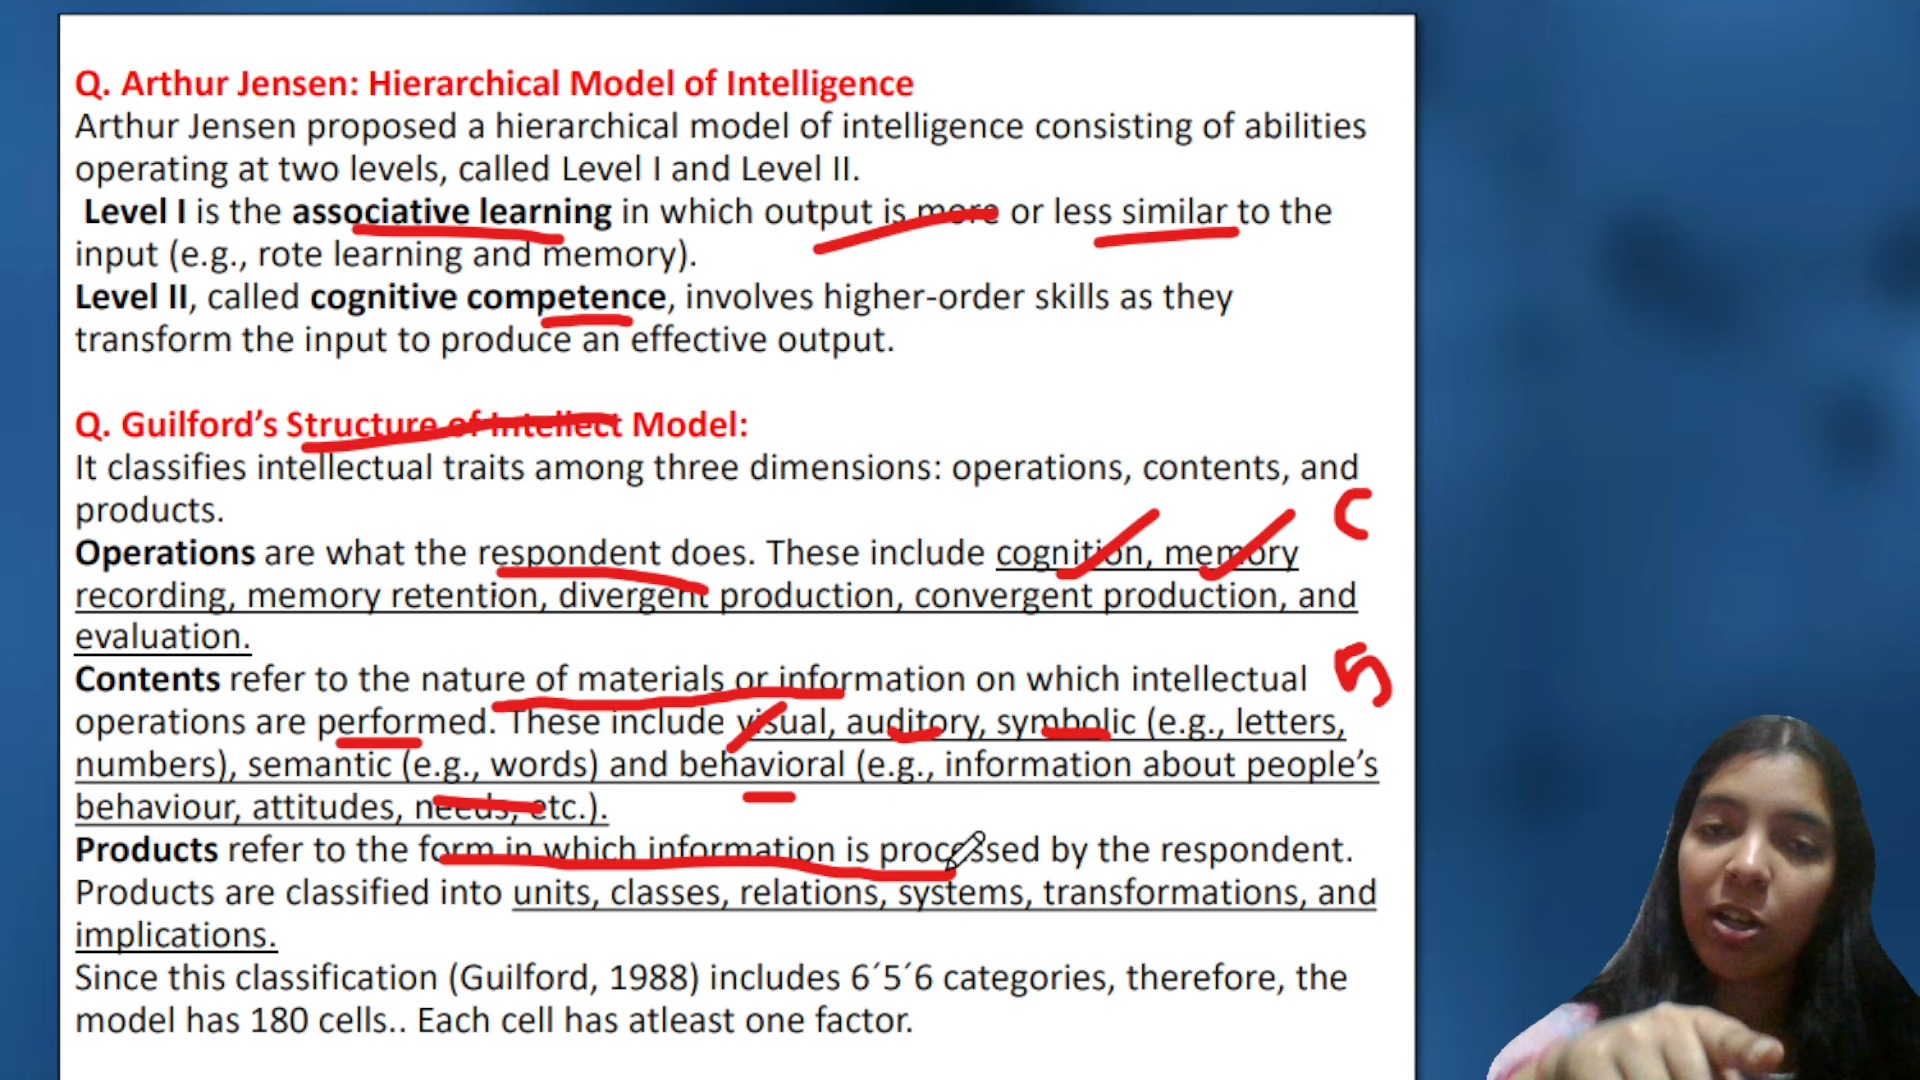 Q. Arthur Jensen: Hierarchical Model of Intelligence
Arthur Jensen proposed a hierarchical model of intelligence consisting of abilities
operating at two levels, called Level I and Level II.
Level I is the associative learning in which output is more or less similar to the
input (e.g., rote learning and memory).
Level II, called cognitive competence, involves higher-order skills as they
transform the input to produce an effective output.
Q. Guilford’s Structure of Intellect Model:
It classifies intellectual traits among three dimensions: operations, contents, and
products.
Operations are what the respondent does. These include cognition, memory
recording, memory retention, divergent production, convergent production, and
evaluation.
Contents refer to the nature of materials or information on which intellectual
5
operations are performed. These include visual, auditory, symbolic (e.g., letters,
numbers), semantic (e.g., words) and behavioral (e.g., information about people’s
behaviour, attitudes, needs, etc.).
Products refer to the form in which information is processed by the respondent.
Products are classified into units, classes, relations, systems, transformations, and
implications.
Since this classification (Guilford, 1988) includes 6´5´6 categories, therefore, the
model has 180 cells.. Each cell has atleast one factor.